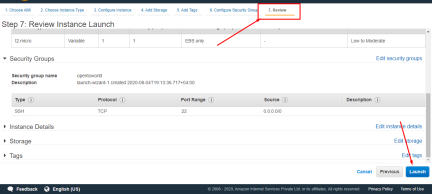 1. Choose AMI 2. Choose Instance Type 3. Configure Instance 4. Add Storage 5. Add Tags 6. Configure Security Group 7. Review
Step 7: Review Instance Launch
t2.micro Variable 1 1 EBS only - Low to Moderate
Security Groups Edit security groups
Security group name opentoworld
Description launch-wizard-1 created 2020-08-04T19:13:36.717+04:00
Type Protocol Port Range Source Description
SSH TCP 22 0.0.0.0/0
Instance Details Edit instance details
Storage Edit storage
Tags Edit tags
Cancel Previous Launch
Feedback English (US) © 2008 - 2020, Amazon Internet Services Private Ltd. or its affiliates. All rights reserved. Privacy Policy Terms of Use